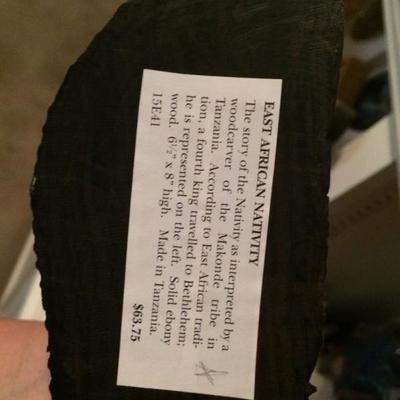 EAST AFRICAN NATIVITY
The story of the Nativity as interpreted by a
woodcarver of the Makonde tribe in
Tanzania. According to East African tradi-
tion, a fourth king travelled to Bethlehem;
he is represented on the left. Solid ebony
wood. 6½" x 8" high. Made in Tanzania.
15E41
$63.75